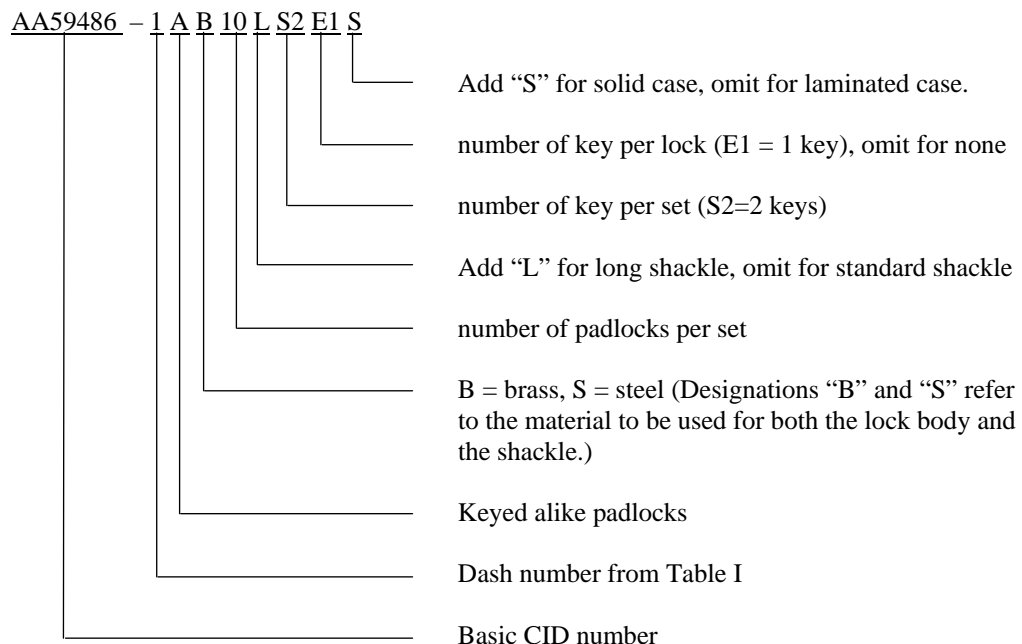 AA59486 – 1 A B 10 L S2 E1 S
Add “S” for solid case, omit for laminated case.
number of key per lock (E1 = 1 key), omit for none
number of key per set (S2=2 keys)
Add “L” for long shackle, omit for standard shackle
number of padlocks per set
B = brass, S = steel (Designations “B” and “S” refer
to the material to be used for both the lock body and
the shackle.)
Keyed alike padlocks
Dash number from Table I
Basic CID number